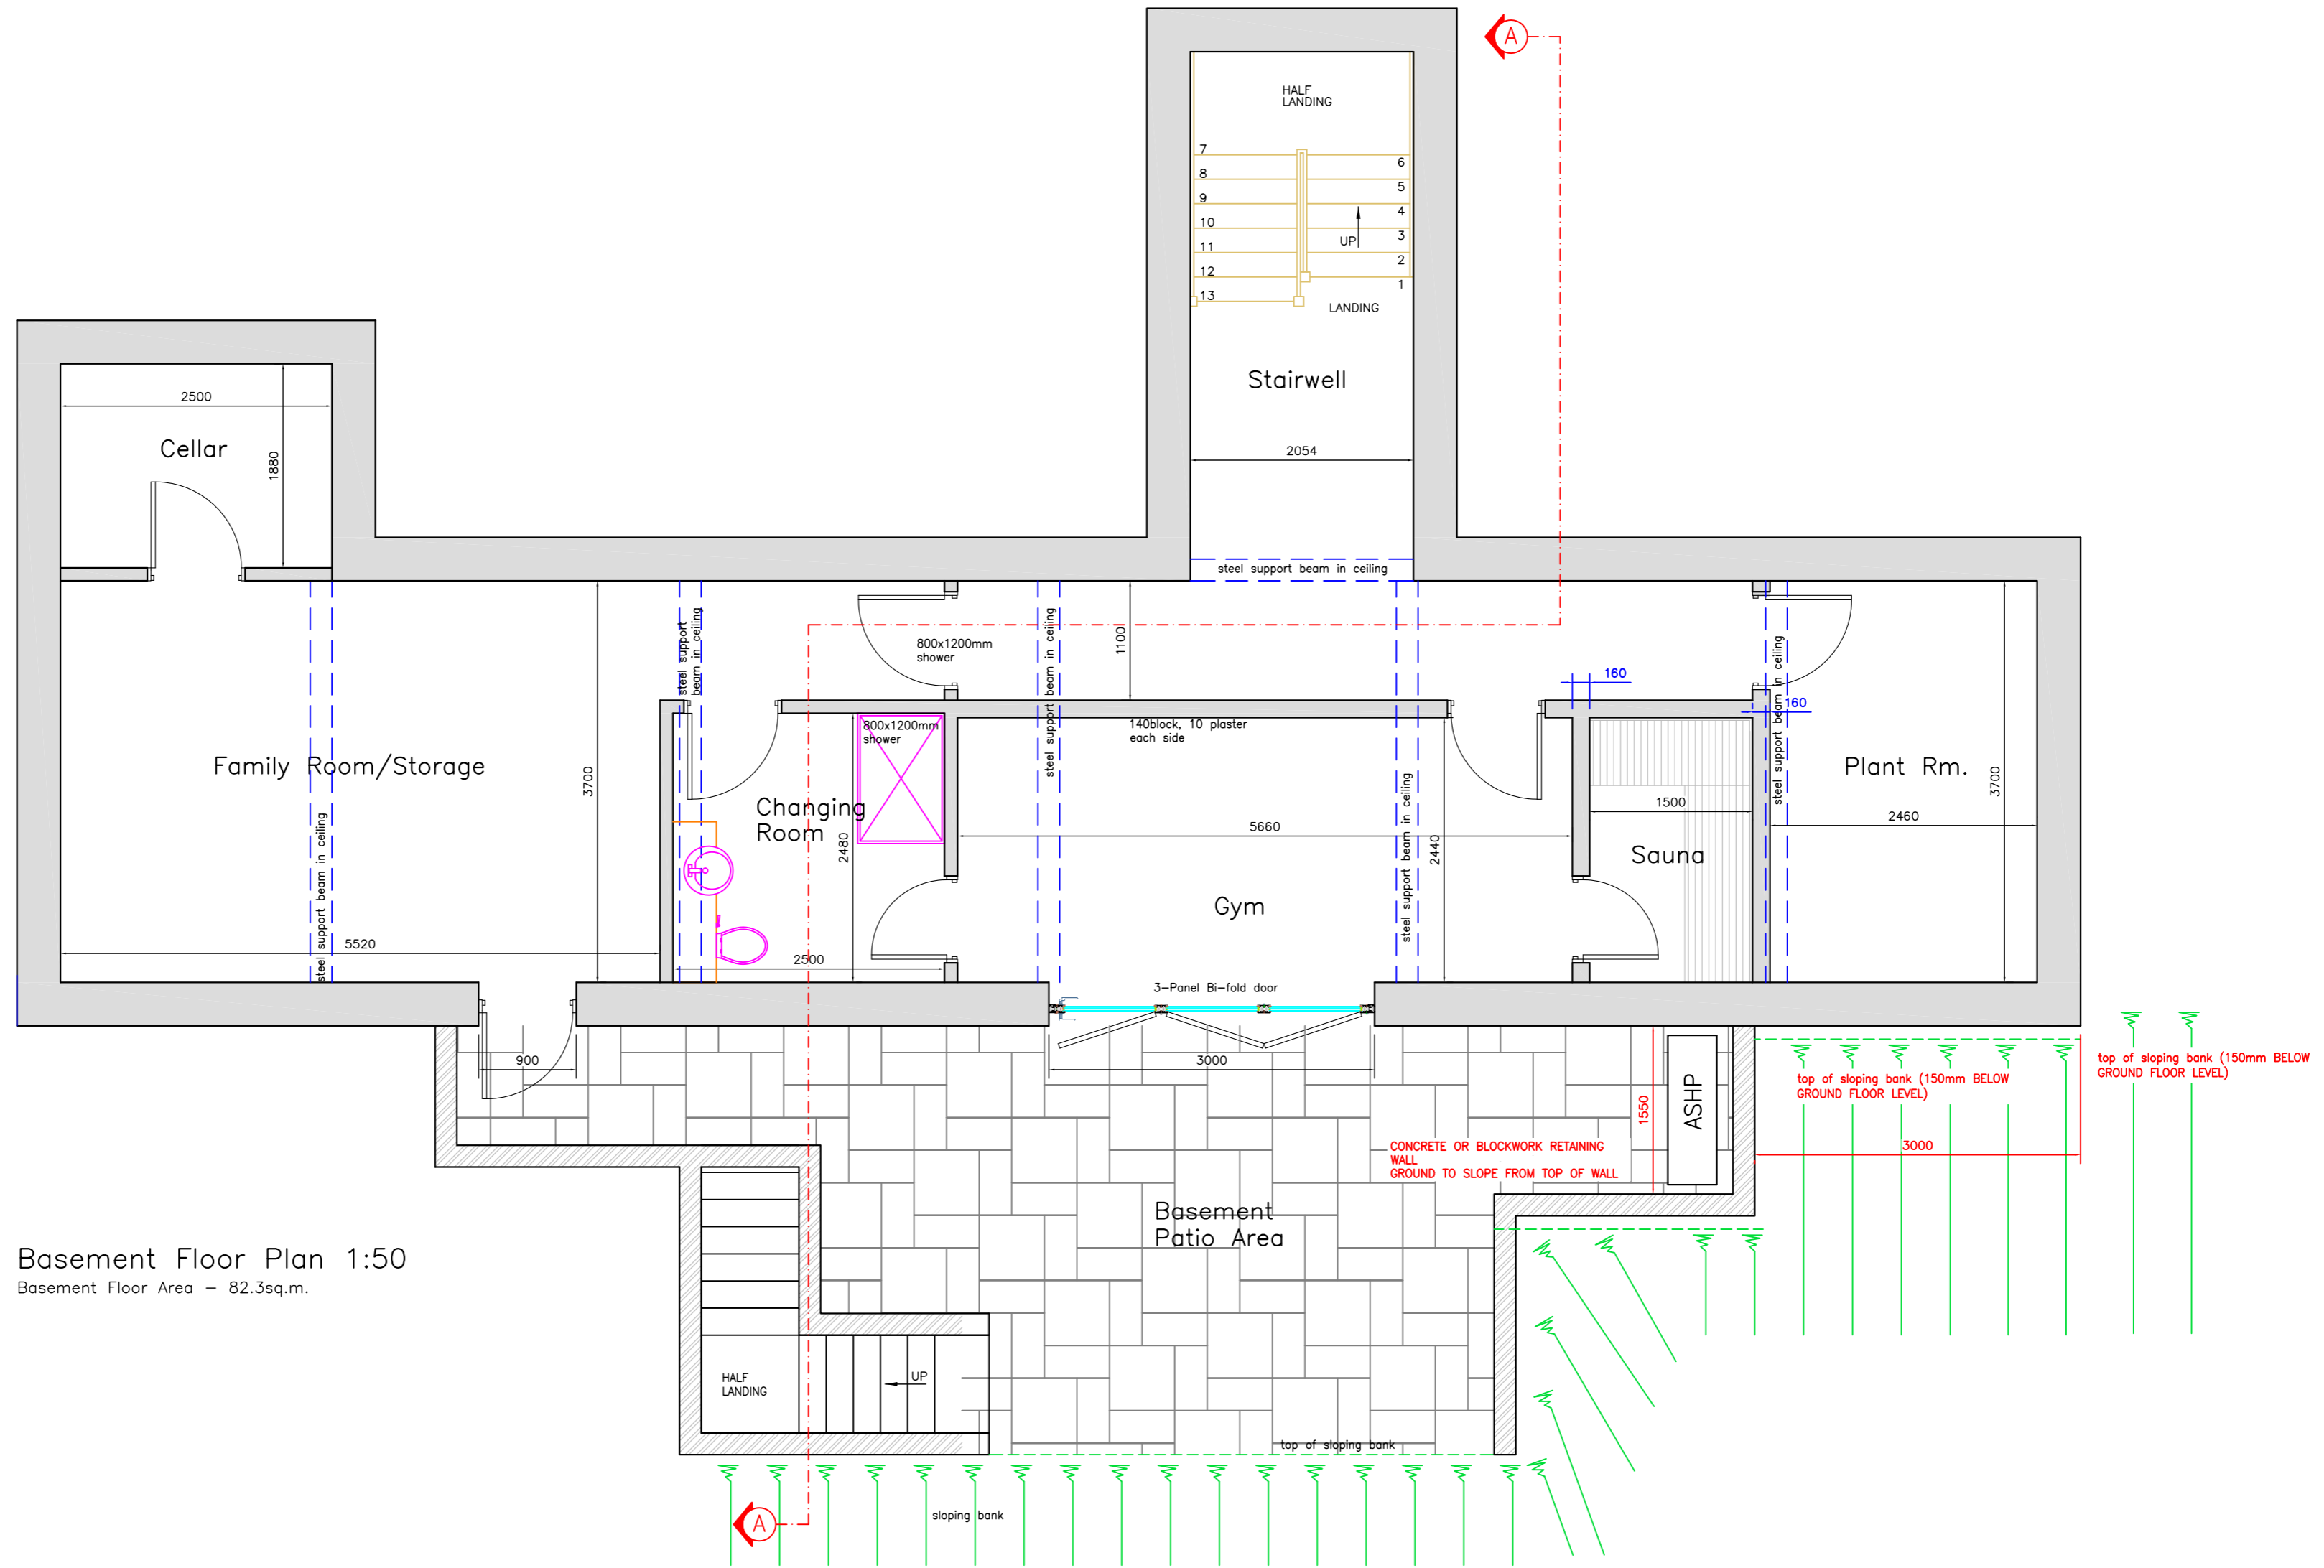 A
HALF
LANDING
7
8
9
10
11
12
13
6
5
4
3
2
1
UP
LANDING
Stairwell
2054
steel support beam in ceiling
2500
Cellar
1880
Family Room/Storage
3700
5520
steel support beam in ceiling
steel support
beam in ceiling
800x1200mm
shower
800x1200mm
shower
Changing
Room
2480
2500
steel support beam in ceiling
1100
140block, 10 plaster
each side
5660
Gym
2440
steel support beam in ceiling
160
160
1500
Sauna
steel support beam in ceiling
Plant Rm.
3700
2460
3-Panel Bi-fold door
900
3000
1550
ASHP
top of sloping bank (150mm BELOW
GROUND FLOOR LEVEL)
top of sloping bank (150mm BELOW
GROUND FLOOR LEVEL)
3000
CONCRETE OR BLOCKWORK RETAINING
WALL
GROUND TO SLOPE FROM TOP OF WALL
Basement
Patio Area
Basement Floor Plan 1:50
Basement Floor Area - 82.3sq.m.
HALF
LANDING
UP
top of sloping bank
A
sloping bank